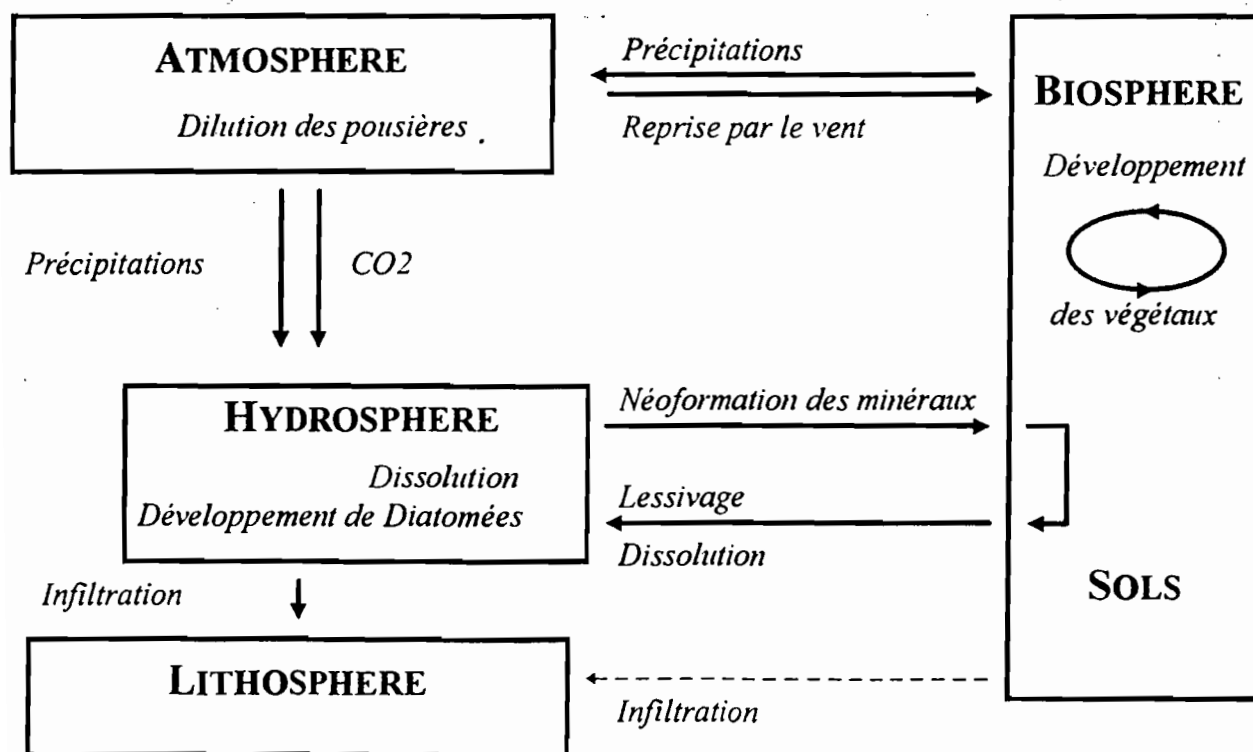 ATMOSPHERE
Dilution des pousières .
Précipitations
Reprise par le vent
BIOSPHERE
Développement
des végétaux
Précipitations
CO2
HYDROSPHERE
Dissolution
Développement de Diatomées
Néoformation des minéraux
Lessivage
Dissolution
SOLS
Infiltration
LITHOSPHERE
Infiltration